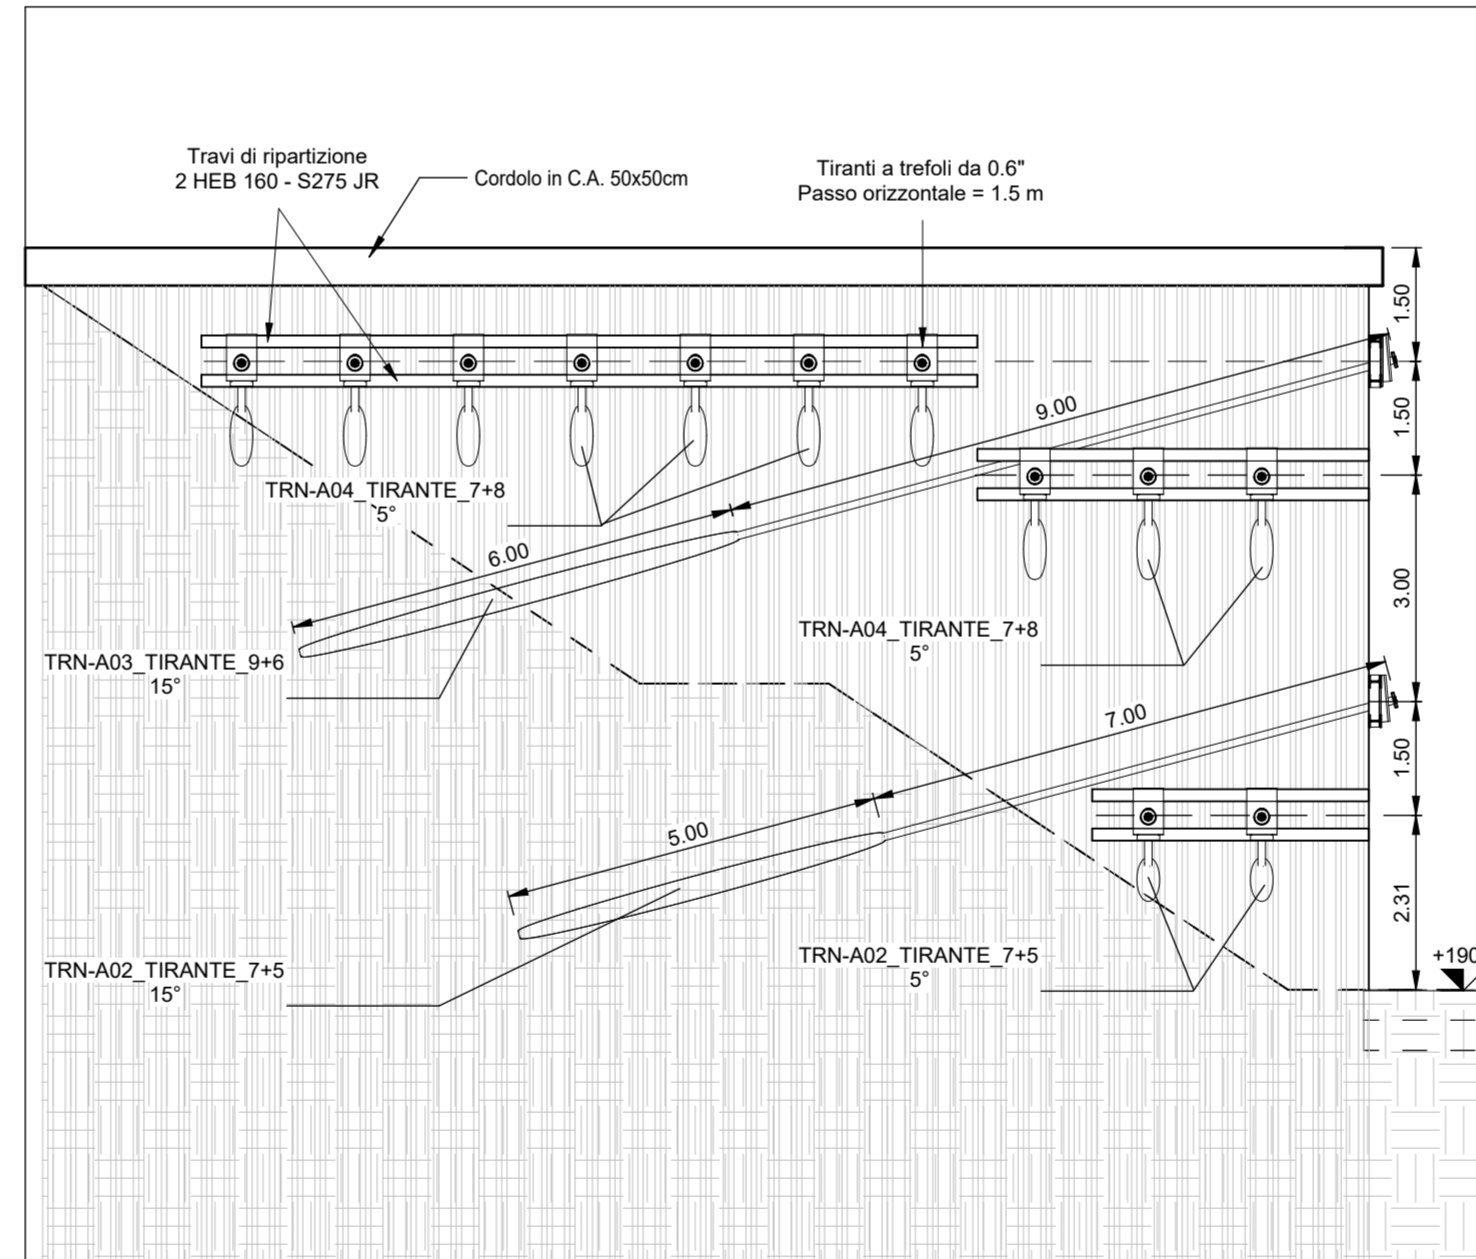 Travi di ripartizione
2 HEB 160 - S275 JR
Cordolo in C.A. 50x50cm
Tiranti a trefoli da 0.6"
Passo orizzontale = 1.5 m
1.50
1.50
9.00
TRN-A04_TIRANTE_7+8
5°
6.00
3.00
TRN-A04_TIRANTE_7+8
5°
TRN-A03_TIRANTE_9+6
15°
7.00
1.50
5.00
2.31
TRN-A02_TIRANTE_7+5
5°
+190
TRN-A02_TIRANTE_7+5
15°